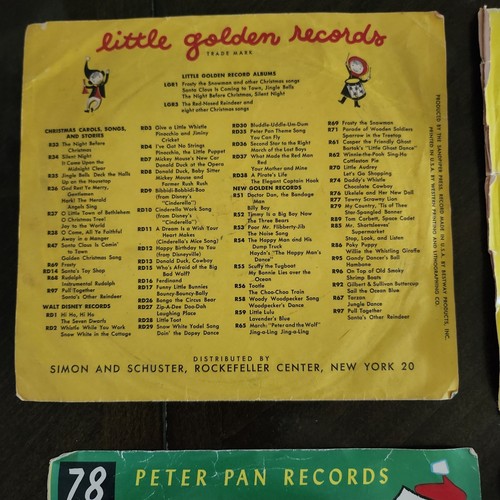 little golden records
TRADE MARK
LITTLE GOLDEN RECORD ALBUMS
LGR1 Frosty the Snowman and other Christmas songs
Santa Claus Is Coming to Town, Jingle Bells
The Night Before Christmas, Silent Night
LGR2 The Red-Nosed Reindeer and
eight other Christmas songs
CHRISTMAS CAROLS, SONGS,
AND STORIES
R33 The Night Before
Christmas
R34 Silent Night
It Came Upon the
Midnight Clear
R35 Jingle Bells, Deck the Halls
Up on the Housetop
R36 God Rest Ye Merry,
Gentlemen
Hark! The Herald
Angels Sing
R37 O Little Town of Bethlehem
O Christmas Tree!
Joy to the World
R38 O Come, All Ye Faithful
Away in a Manger
R47 Santa Claus Is Comin'
to Town
Golden Christmas Song
R69 Frosty
RD14 Santa's Toy Shop
R68 Rudolph
Instrumental Rudolph
R97 Pull Together
Santa's Other Reindeer
WALT DISNEY RECORDS
RD1 Hi Ho, Hi Ho
The Seven Dwarfs
RD2 Whistle While You Work
Snow White in the Cottage
RD3 Give a Little Whistle
Pinocchio and Jiminy
Cricket
RD4 I've Got No Strings
Pinocchio, the Little Puppet
RD7 Mickey Mouse's New Car
Donald Duck at the Opera
RD8 Donald Duck, Baby Sitter
Mickey Mouse and
Farmer Rush Rush
RD9 Bibbidi-Bobbidi-Boo
(from Disney's
"Cinderella")
RD10 Cinderella Work Song
(from Disney's
"Cinderella")
RD11 A Dream is a Wish Your
Heart Makes
(Cinderella's Mice Song)
RD12 Happy Birthday to You
(from Disneyville)
RD13 Donald Duck, Cowboy
RD15 Who's Afraid of the Big
Bad Wolf?
RD16 Ferdinand
RD17 Funny Little Bunnies
Bouncy-Bouncy-Bally
RD26 Bongo the Circus Bear
RD27 Zip-A-Dee Doo-Dah
Laughing Place
RD28 Little Toot
RD29 Snow White Yodel Song
Doin' the Dopey Dance
RD30 Bluddle-Uddle-Um-Dum
RD35 Peter Pan Theme Song
You Can Fly
RD36 Second Star to the Right
March of the Lost Boys
RD37 What Made the Red Man
Red
Your Mother and Mine
RD38 A Pirate's Life
The Elegant Captain Hook
NEW GOLDEN RECORDS
R51 Doctor Dan, the Bandage
Man
Billy Boy
R52 Timmy Is a Big Boy Now
The Three Bears
R53 Poor Mr. Flibberty-Jib
The Noise Song
R54 The Happy Man and His
Dump Truck
Haydn's "The Happy Man's
Dance"
R55 Scuffy the Tugboat
My Bonnie Lies over the
Ocean
R56 Tootle
The Choo-Choo Train
R58 Woody Woodpecker Song
Woodpecker's Dance
R59 Little Lulu
Lavender's Blue
R65 March: "Peter and the Wolf"
Jing-a-Ling Jing-a-Ling
R69 Frosty the Snowman
R71 Parade of Wooden Soldiers
Sparrow in the Treetop
R61 Casper the Friendly Ghost
Bartok's "Little Ghost Dance"
R62 Winnie-the-Pooh Sing-Ho
Cottleston Pie
R70 Little Audrey
Let's Go Shopping
R74 Daddy's Whistle
Chocolate Cowboy
R76 Ukelele and Her New Doll
R77 Tawny Scrawny Lion
R79 My Country, 'Tis of Thee
Star-Spangled Banner
R89 Tom Corbett, Space Cadet
R85 Mr. Shortsleeves'
Supermarket
Stop, Look, and Listen
R86 Poky Puppy
Willie the Whistling Giraffe
R95 Gandy Dancer's Ball
Hambone
R96 On Top of Old Smoky
Shrimp Boats
R92 Gilbert & Sullivan Buttercup
Sail the Ocean Blue
R67 Tarzan
Jungle Dance
R97 Pull Together
Santa's Other Reindeer
DISTRIBUTED BY
SIMON AND SCHUSTER, ROCKEFELLER CENTER, NEW YORK 20
78 PETER PAN RECORDS